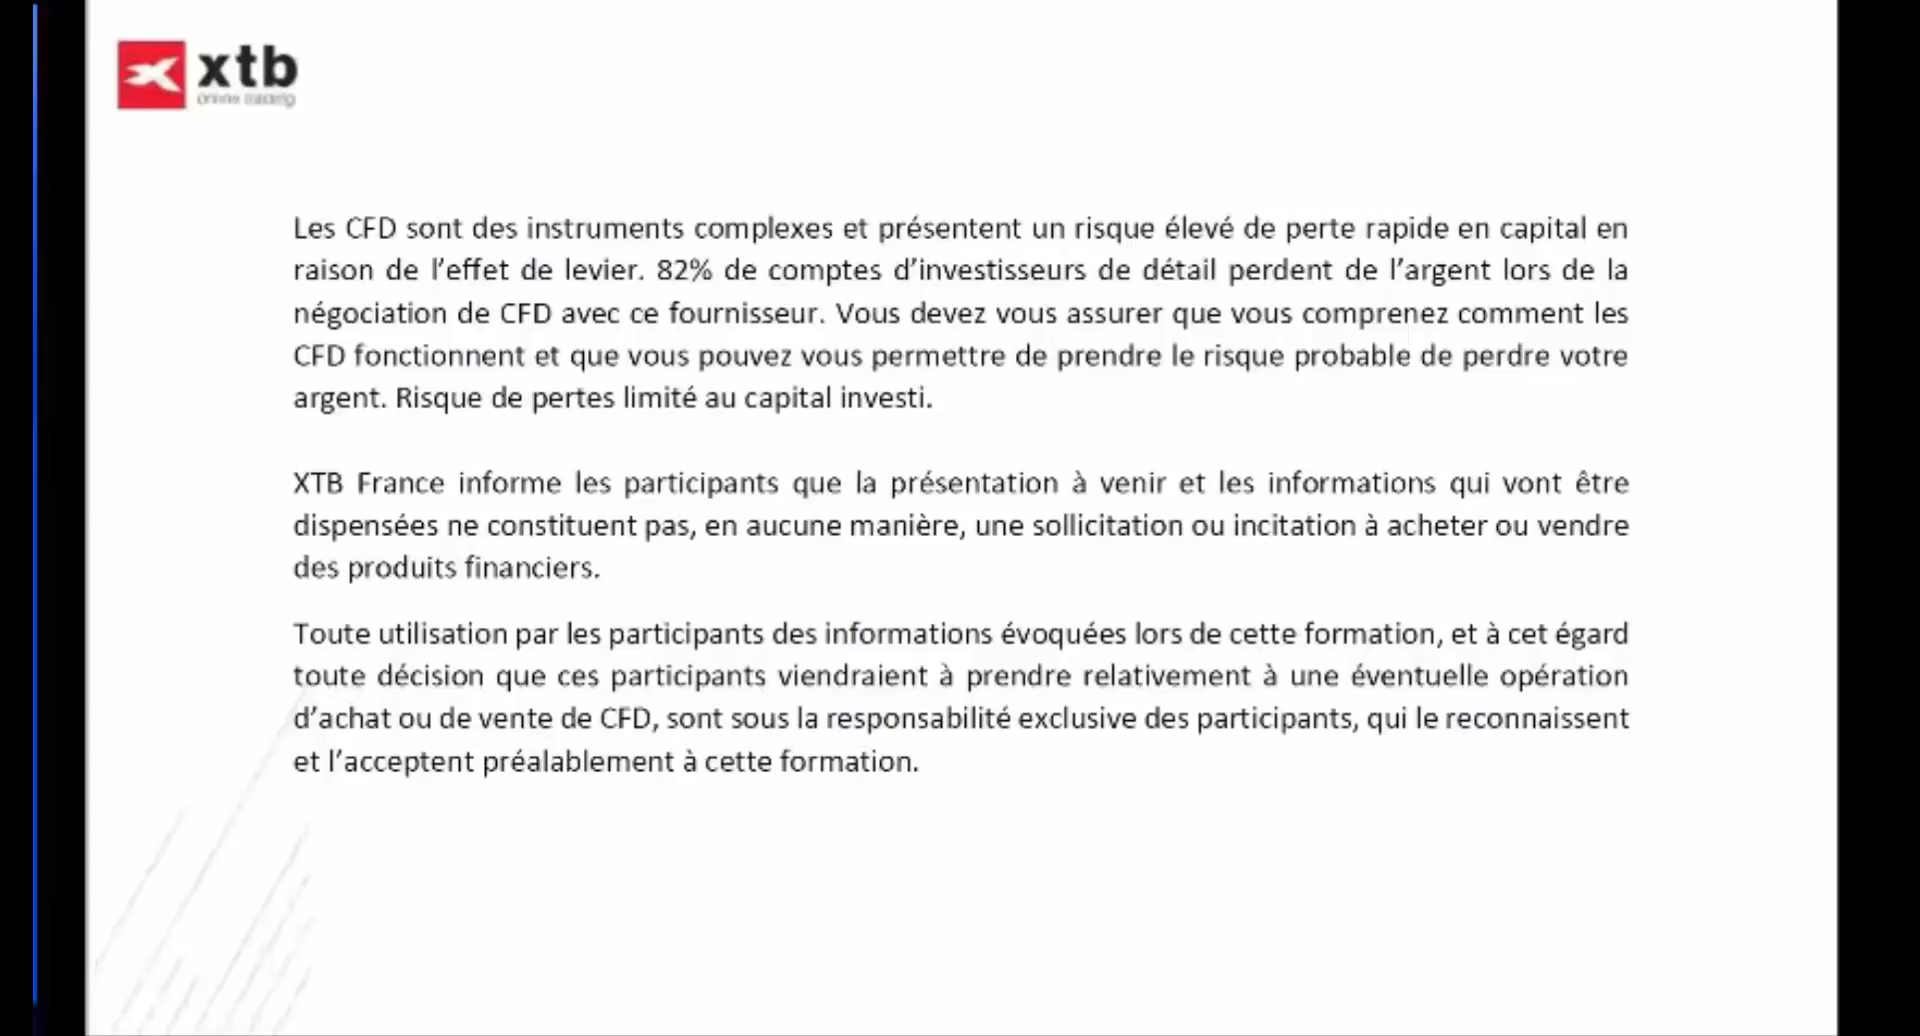 xtb
online trading
Les CFD sont des instruments complexes et présentent un risque élevé de perte rapide en capital en
raison de l’effet de levier. 82% de comptes d’investisseurs de détail perdent de l’argent lors de la
négociation de CFD avec ce fournisseur. Vous devez vous assurer que vous comprenez comment les
CFD fonctionnent et que vous pouvez vous permettre de prendre le risque probable de perdre votre
argent. Risque de pertes limité au capital investi.
XTB France informe les participants que la présentation à venir et les informations qui vont être
dispensées ne constituent pas, en aucune manière, une sollicitation ou incitation à acheter ou vendre
des produits financiers.
Toute utilisation par les participants des informations évoquées lors de cette formation, et à cet égard
toute décision que ces participants viendraient à prendre relativement à une éventuelle opération
d’achat ou de vente de CFD, sont sous la responsabilité exclusive des participants, qui le reconnaissent
et l’acceptent préalablement à cette formation.